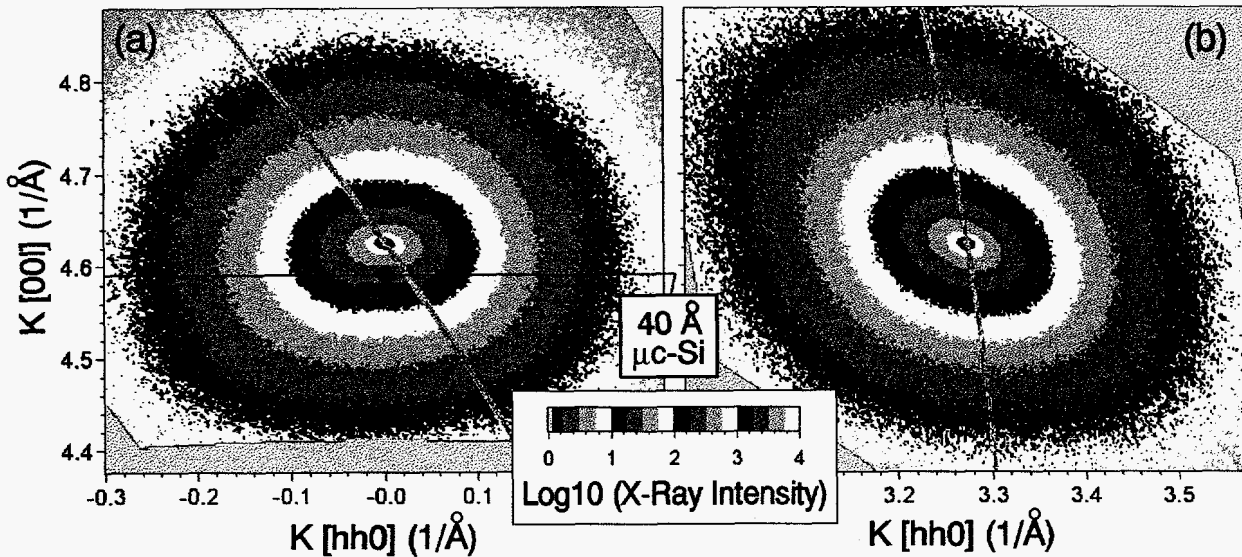 (a)
(b)
4.8
4.7
4.6
4.5
4.4
K [00l] (1/Å)
40 Å
μc-Si
0 1 2 3 4
Log10 (X-Ray Intensity)
-0.3 -0.1 -0.0 0.1
3.2 3.3 3.4 3.5
K [hh0] (1/Å)
K [hh0] (1/Å)